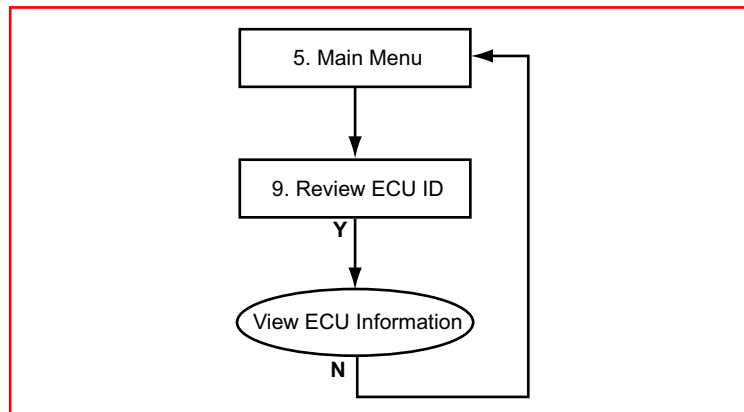 5. Main Menu
9. Review ECU ID
Y
View ECU Information
N